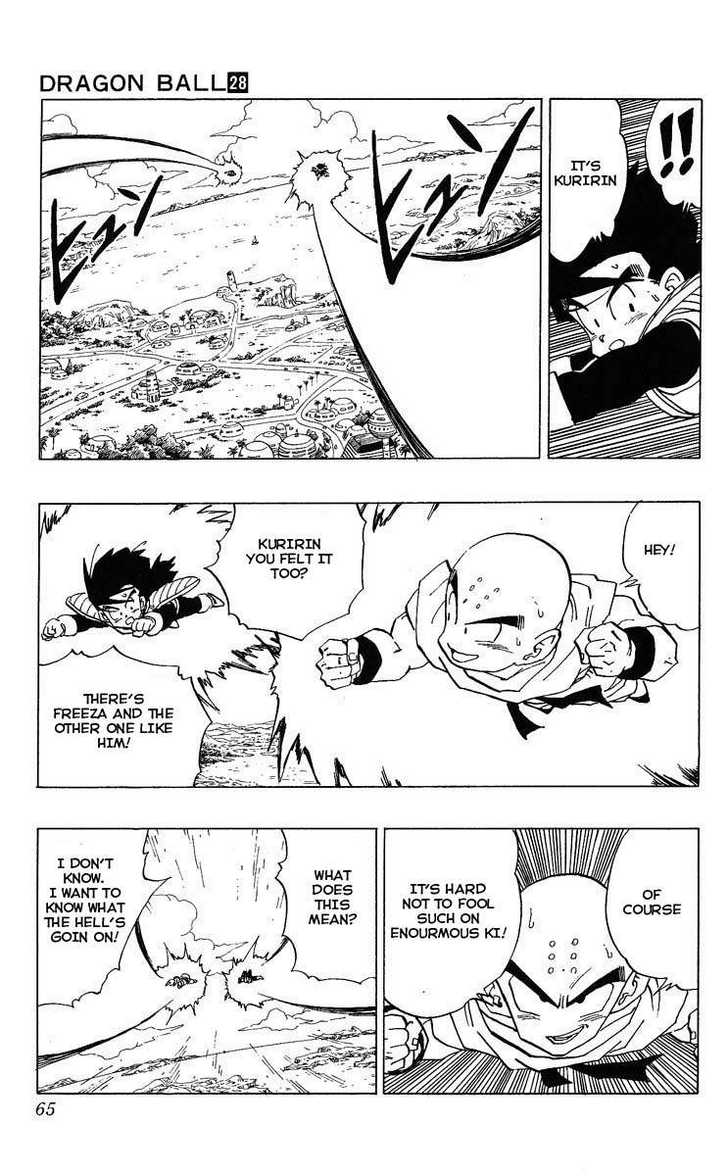 DRAGON BALL 28
!!
IT'S
KURIRIN
ビュン
ビュン
HEY!
KURIRIN
YOU FELT IT
TOO?
THERE'S
FREEZA AND THE
OTHER ONE LIKE
HIM!
OF
COURSE
IT'S HARD
NOT TO FOOL
SUCH ON
ENOURMOUS KI!
WHAT
DOES
THIS
MEAN?
I DON'T
KNOW.
I WANT TO
KNOW WHAT
THE HELL'S
GOIN ON!
65